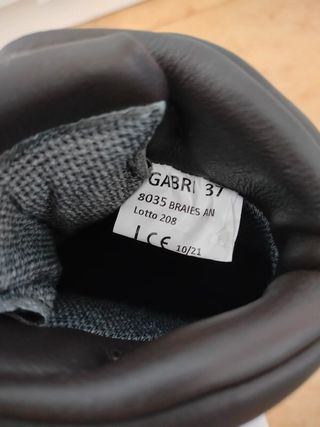 GABRI 37
8035 BRAIES AN
Lotto 208
CE 10/21